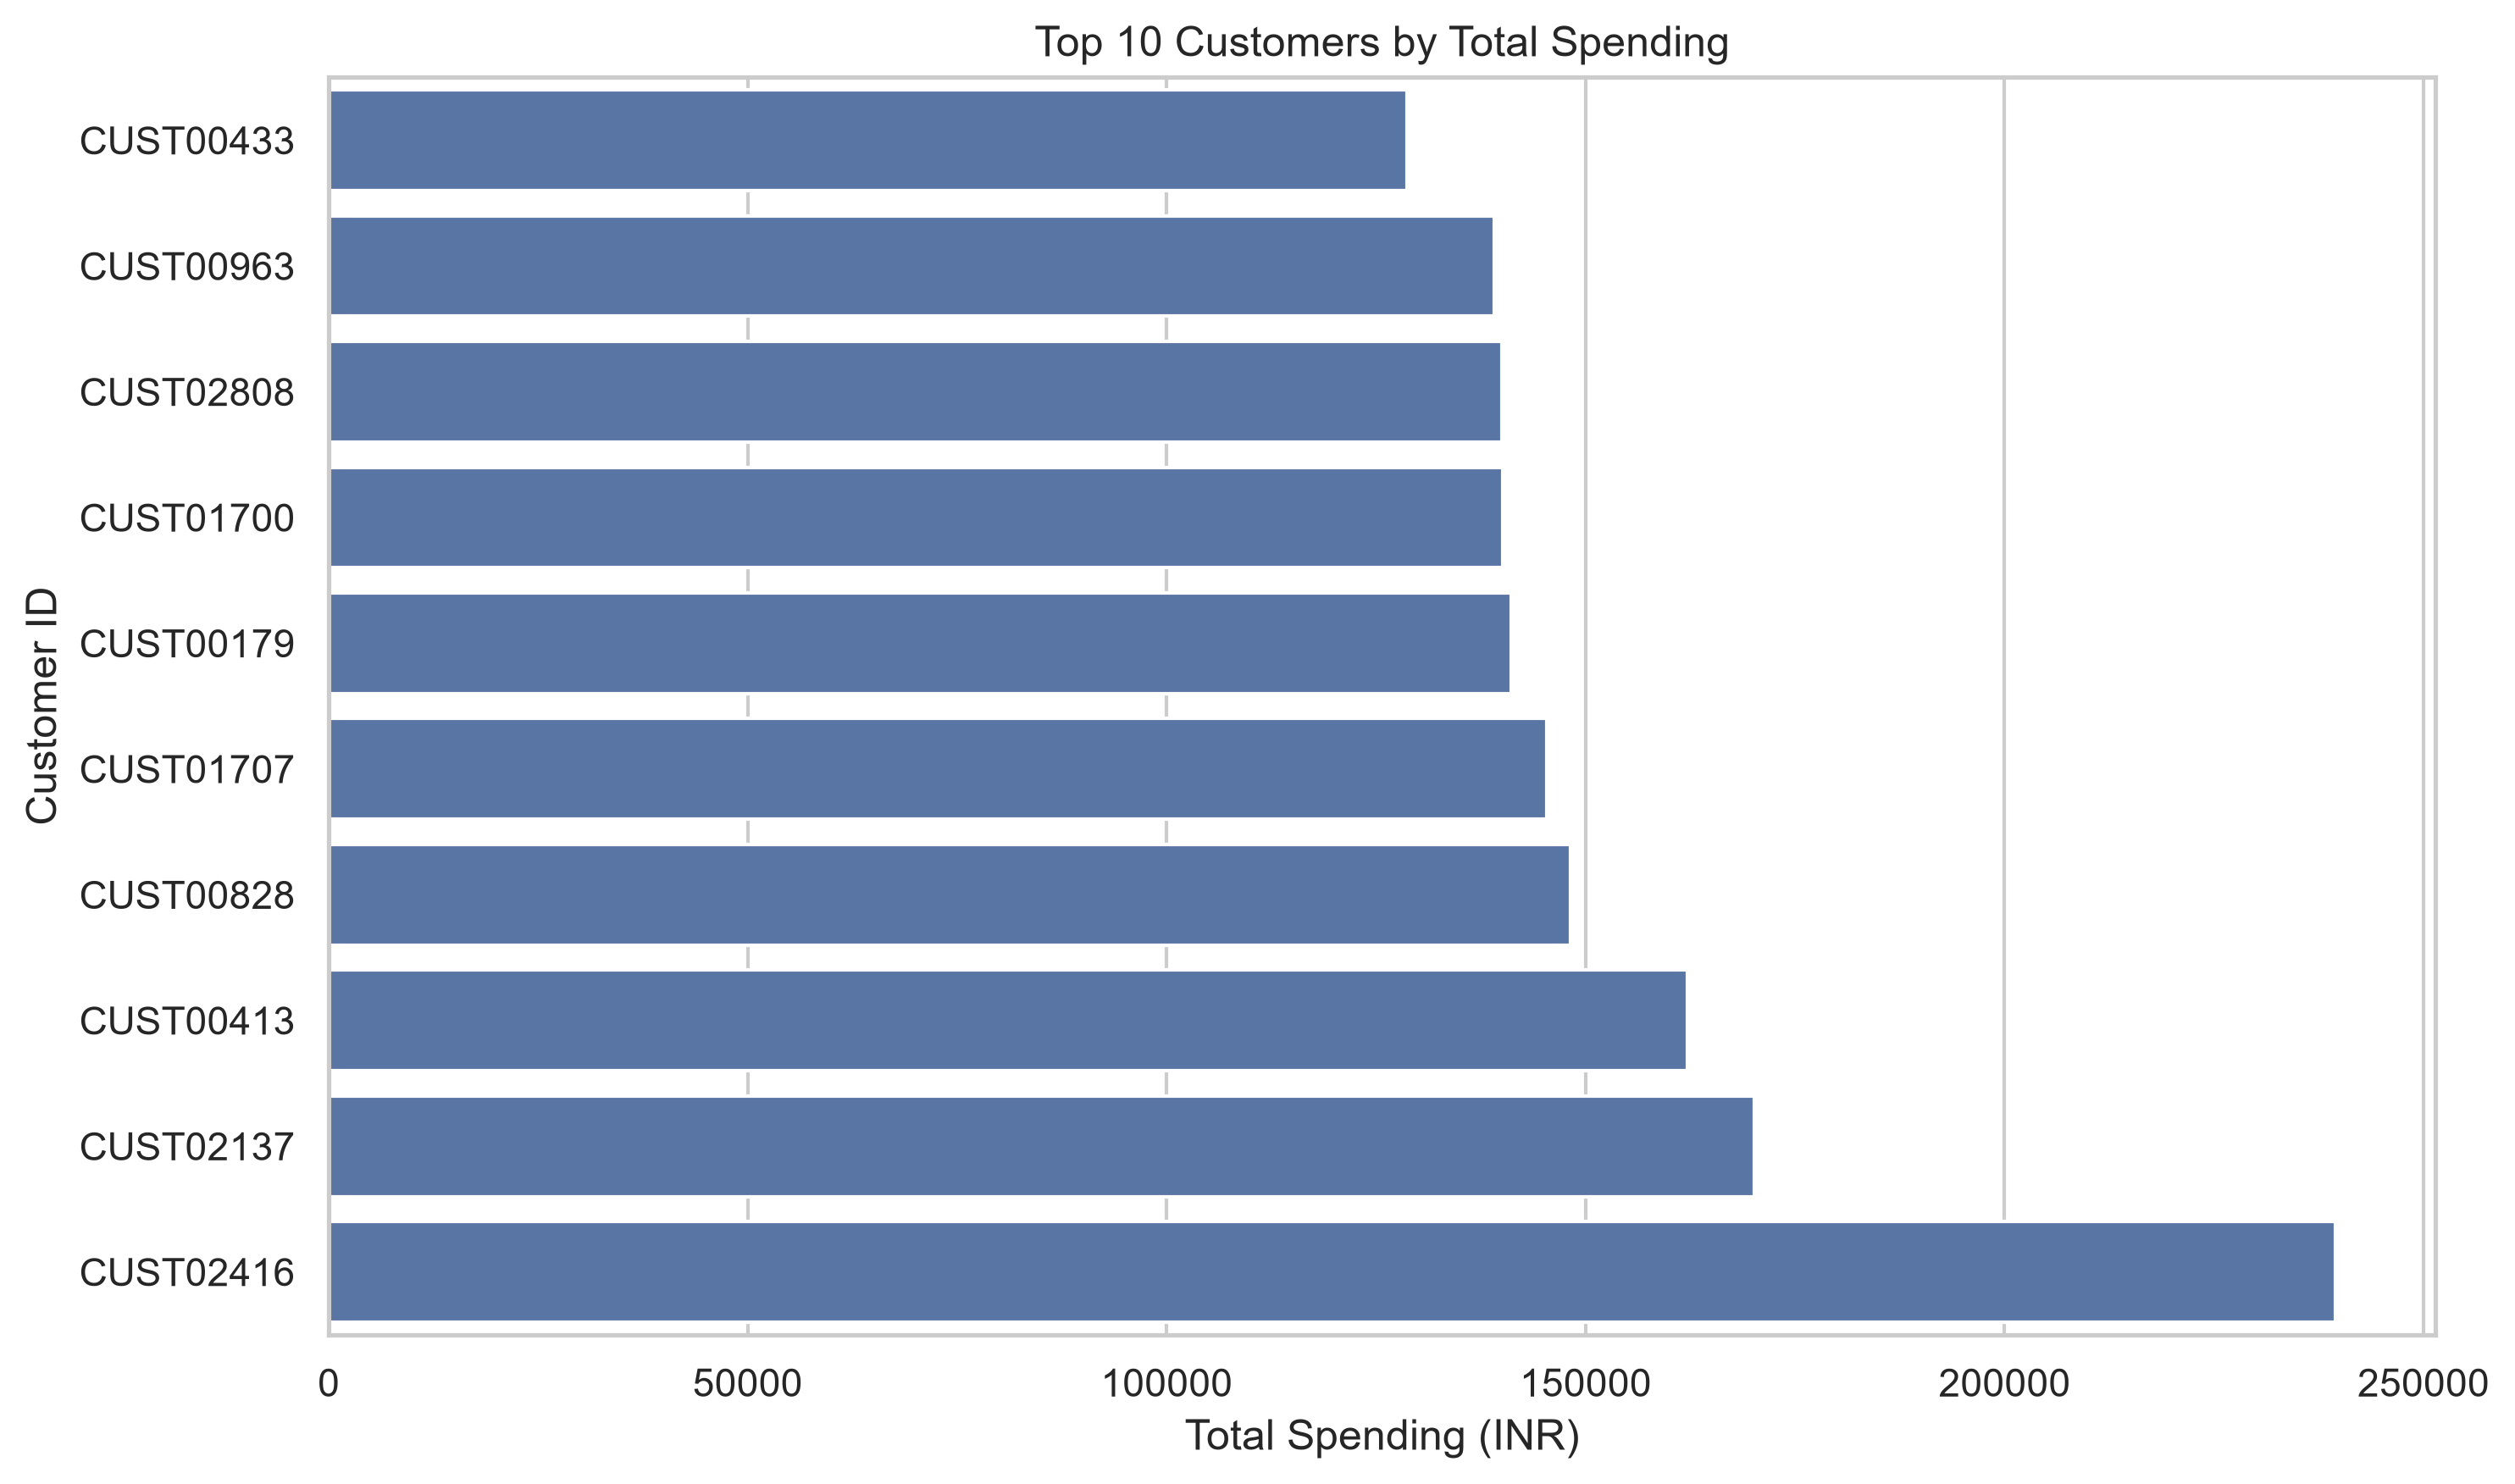 Top 10 Customers by Total Spending
Customer ID
CUST00433
CUST00963
CUST02808
CUST01700
CUST00179
CUST01707
CUST00828
CUST00413
CUST02137
CUST02416
0 50000 100000 150000 200000 250000
Total Spending (INR)